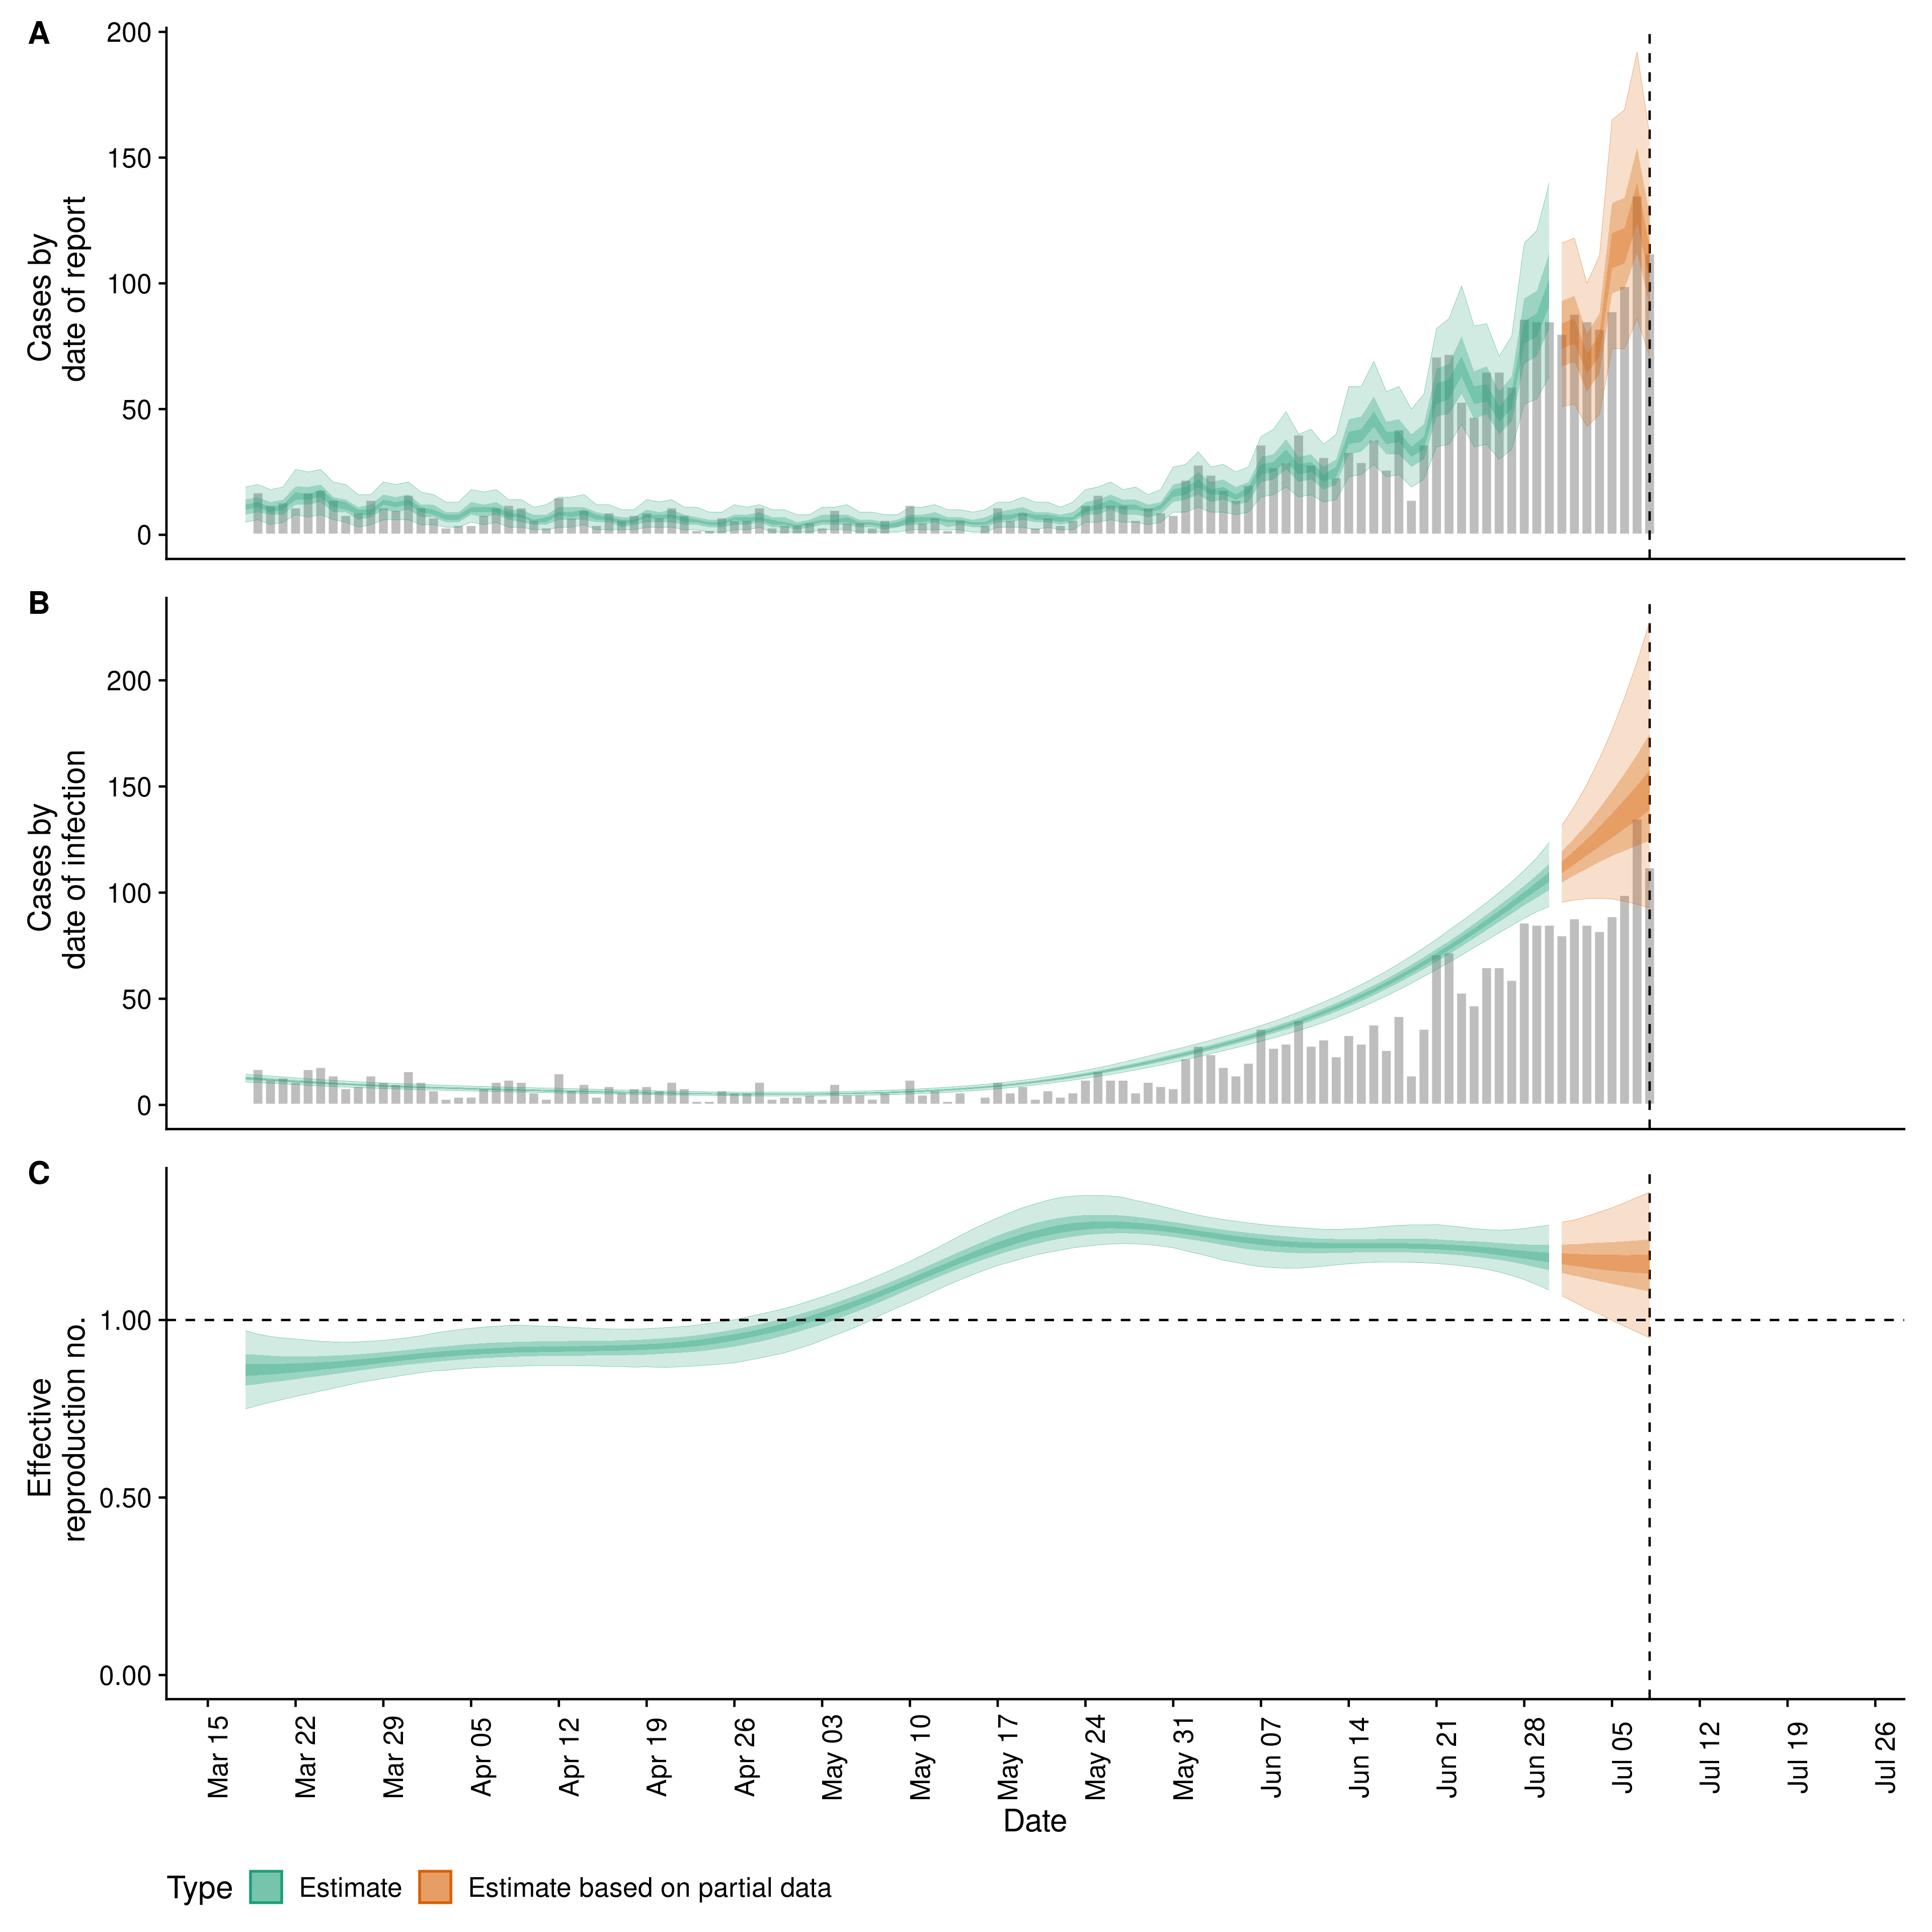 A
Cases by
date of report
200
150
100
50
0
B
Cases by
date of infection
200
150
100
50
0
C
Effective
reproduction no.
1.00
0.50
0.00
Mar 15
Mar 22
Mar 29
Apr 05
Apr 12
Apr 19
Apr 26
May 03
May 10
May 17
May 24
May 31
Jun 07
Jun 14
Jun 21
Jun 28
Jul 05
Jul 12
Jul 19
Jul 26
Date
Type Estimate Estimate based on partial data